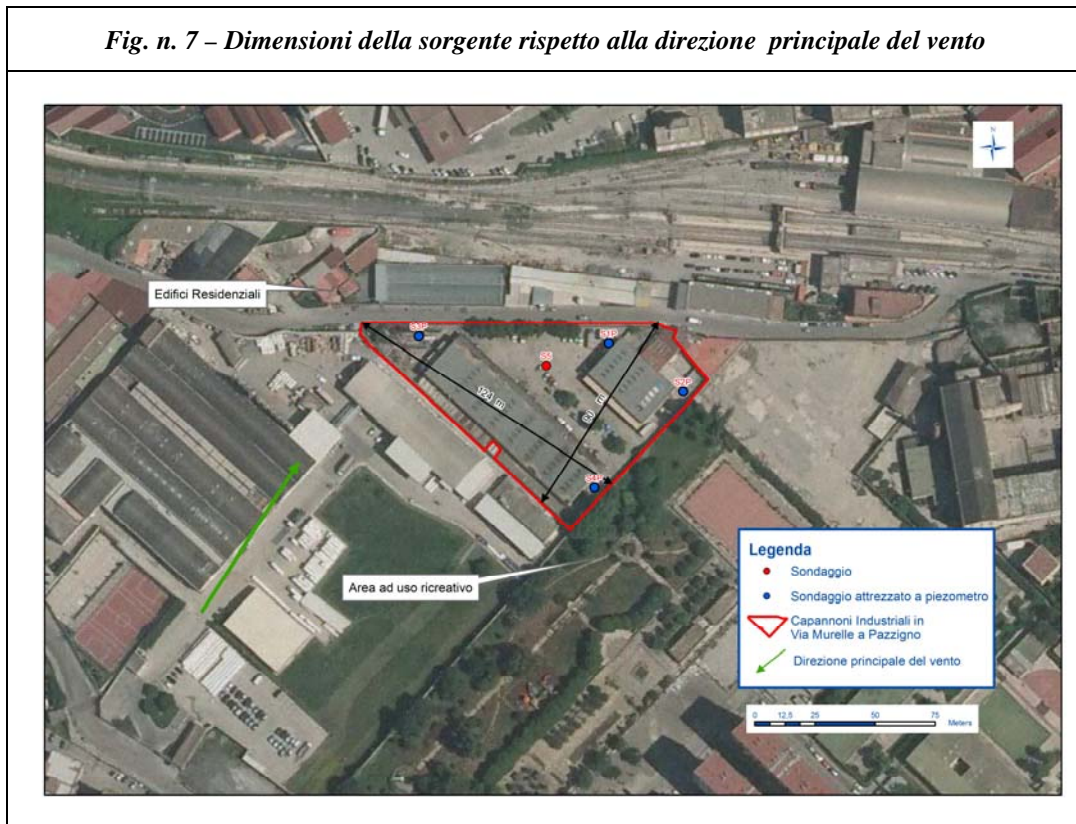 Fig. n. 7 – Dimensioni della sorgente rispetto alla direzione principale del vento
N
Edifici Residenziali
S3P
S1P
S5
S2P
124 m
90 m
S4P
Area ad uso ricreativo
Legenda
Sondaggio
Sondaggio attrezzato a piezometro
Capannoni Industriali in
Via Murelle a Pazzigno
Direzione principale del vento
0 12,5 25 50 75
Meters